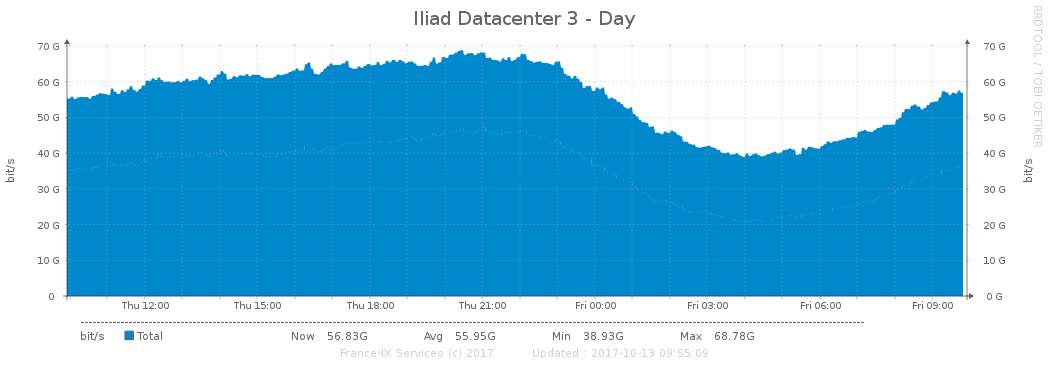 Iliad Datacenter 3 - Day
RRDTOOL / TOBI OETIKER
bit/s
70 G
60 G
50 G
40 G
30 G
20 G
10 G
0
70 G
60 G
50 G
40 G
30 G
20 G
10 G
0 G
bit/s
Thu 12:00 Thu 15:00 Thu 18:00 Thu 21:00 Fri 00:00 Fri 03:00 Fri 06:00 Fri 09:00
bit/s Total Now 56.83G Avg 55.95G Min 38.93G Max 68.78G
France-IX Services (c) 2017 Updated : 2017-10-13 09:55:09